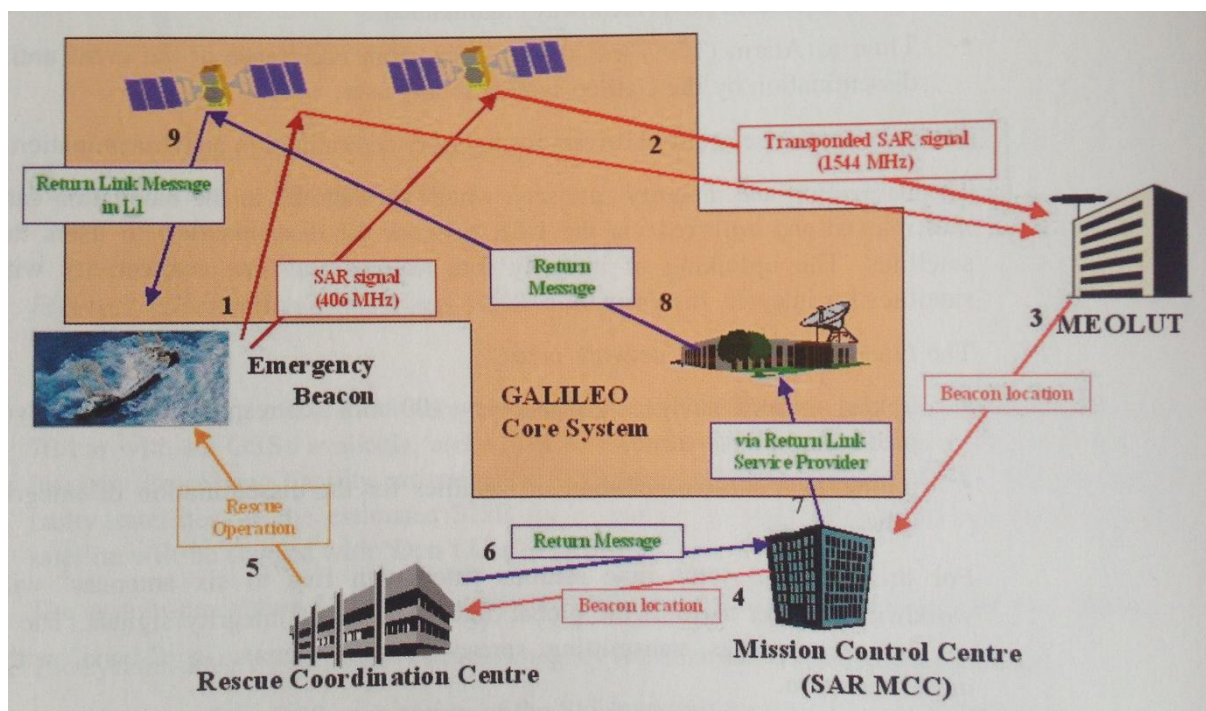 9
2
Transponded SAR signal
(1544 MHz)
Return Link Message
in L1
1
SAR signal
(406 MHz)
Return
Message
8
3 MEOLUT
Emergency
Beacon
GALILEO
Core System
Beacon location
via Return Link
Service Provider
7
Rescue
Operation
5
6
Return Message
Beacon location
4
Rescue Coordination Centre
Mission Control Centre
(SAR MCC)